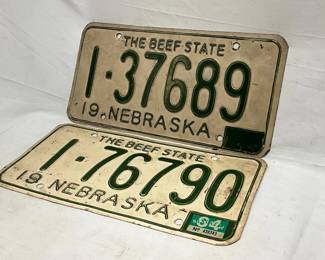 THE BEEF STATE
1-37689
19 NEBRASKA
THE BEEF STATE
1-76790
19 NEBRASKA